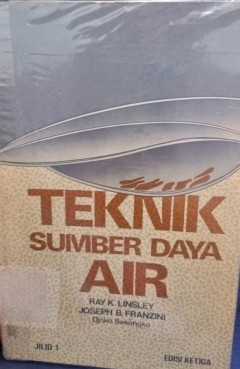 TEKNIK
SUMBER DAYA
AIR
RAY K. LINSLEY
JOSEPH B. FRANZINI
Djoko Sasongko
JILID 1
EDISI KETIGA